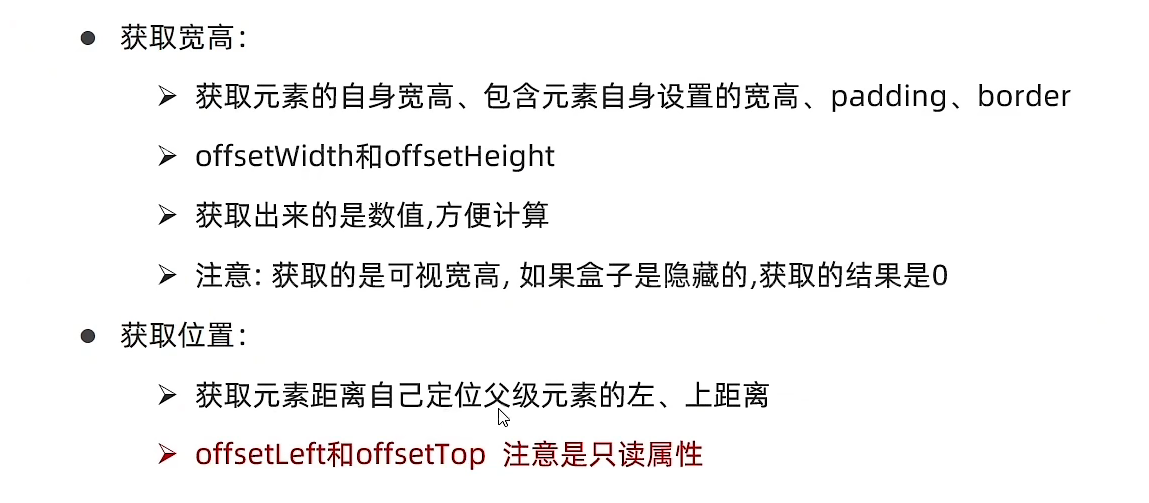 获取宽高：
获取元素的自身宽高、包含元素自身设置的宽高、padding、border
offsetWidth和offsetHeight
获取出来的是数值,方便计算
注意: 获取的是可视宽高, 如果盒子是隐藏的,获取的结果是0
获取位置：
获取元素距离自己定位父级元素的左、上距离
offsetLeft和offsetTop 注意是只读属性